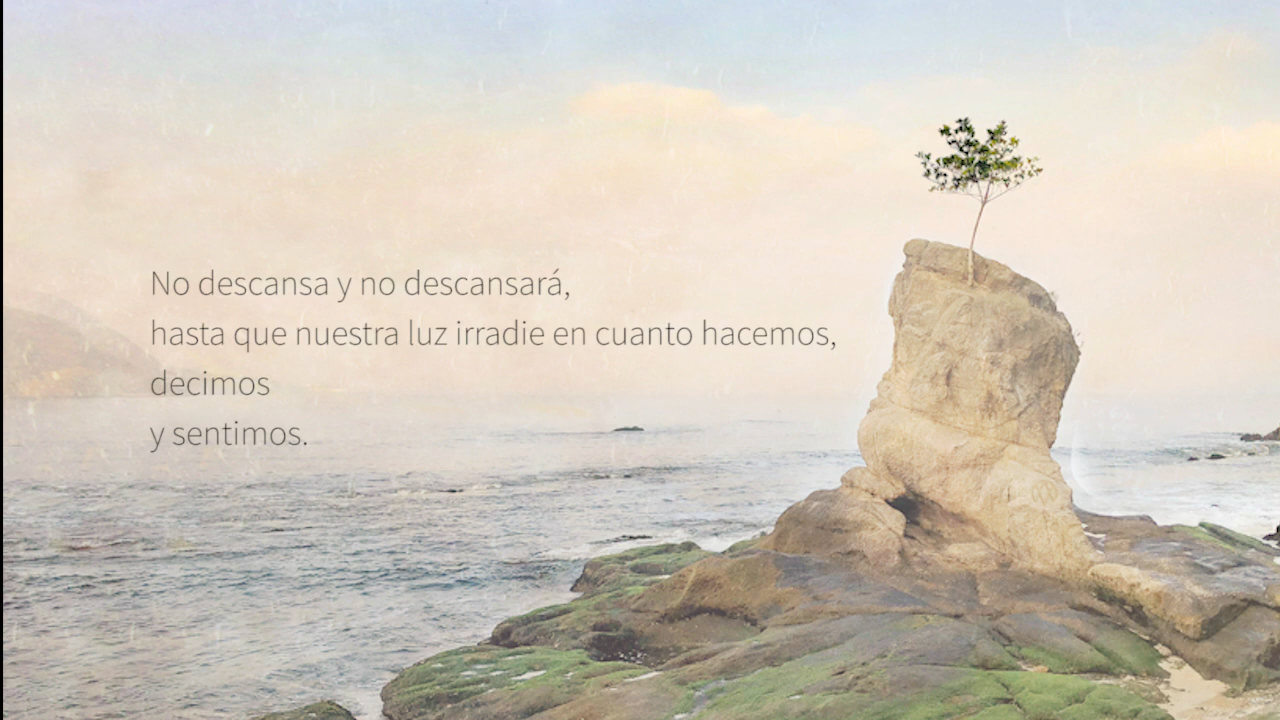 No descansa y no descansará,
hasta que nuestra luz irradie en cuanto hacemos,
decimos
y sentimos.